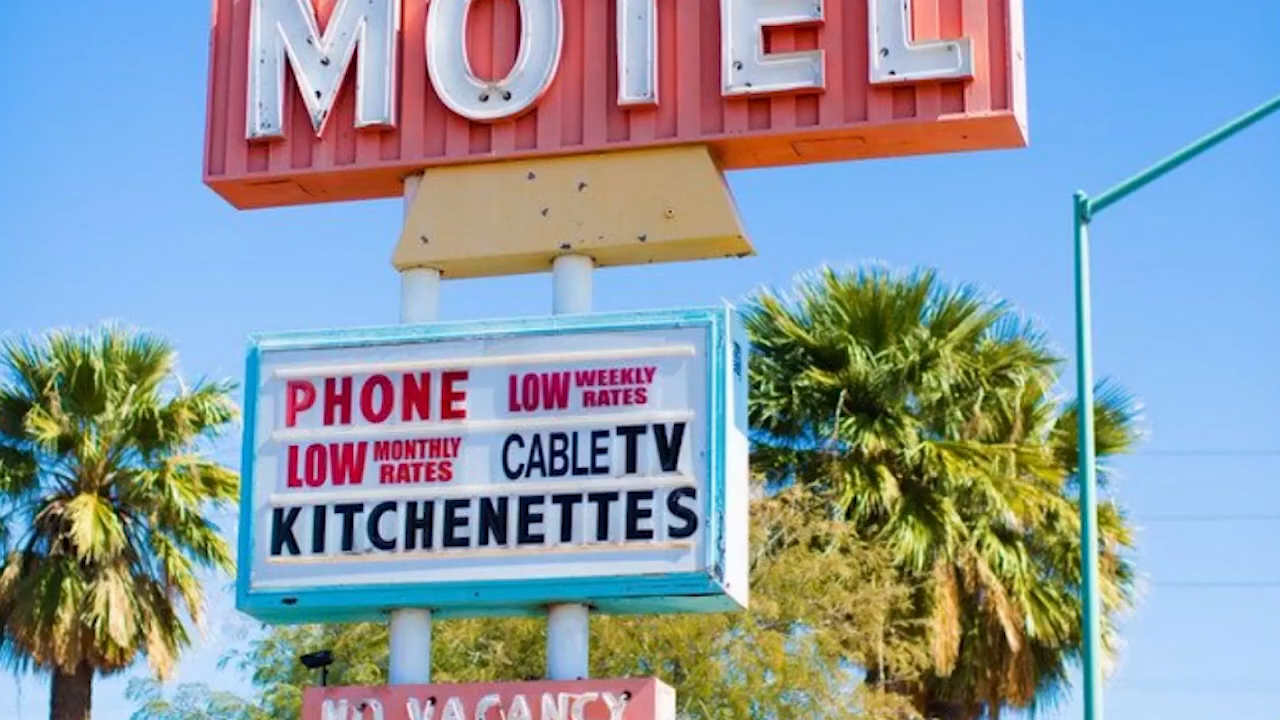 MOTEL
PHONE LOW WEEKLY RATES
LOW MONTHLY RATES CABLE TV
KITCHENETTES
NO VACANCY